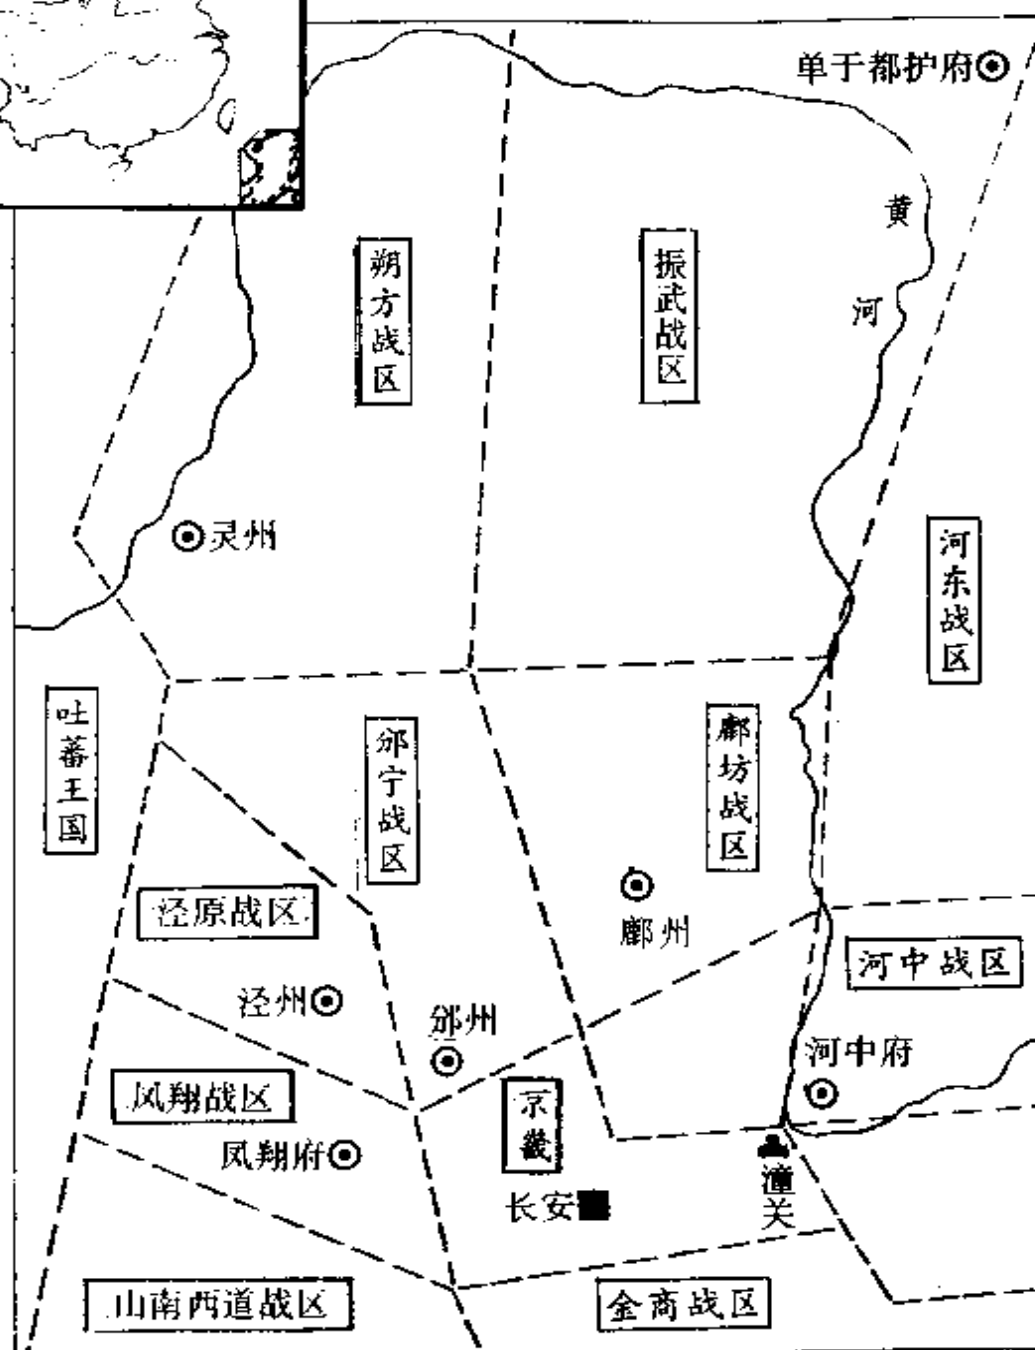 单于都护府
黄河
朔方战区
振武战区
灵州
河东战区
吐蕃王国
邠宁战区
鄜坊战区
泾原战区
鄜州
河中战区
泾州
邠州
河中府
凤翔战区
京畿
凤翔府
潼关
长安
山南西道战区
金商战区